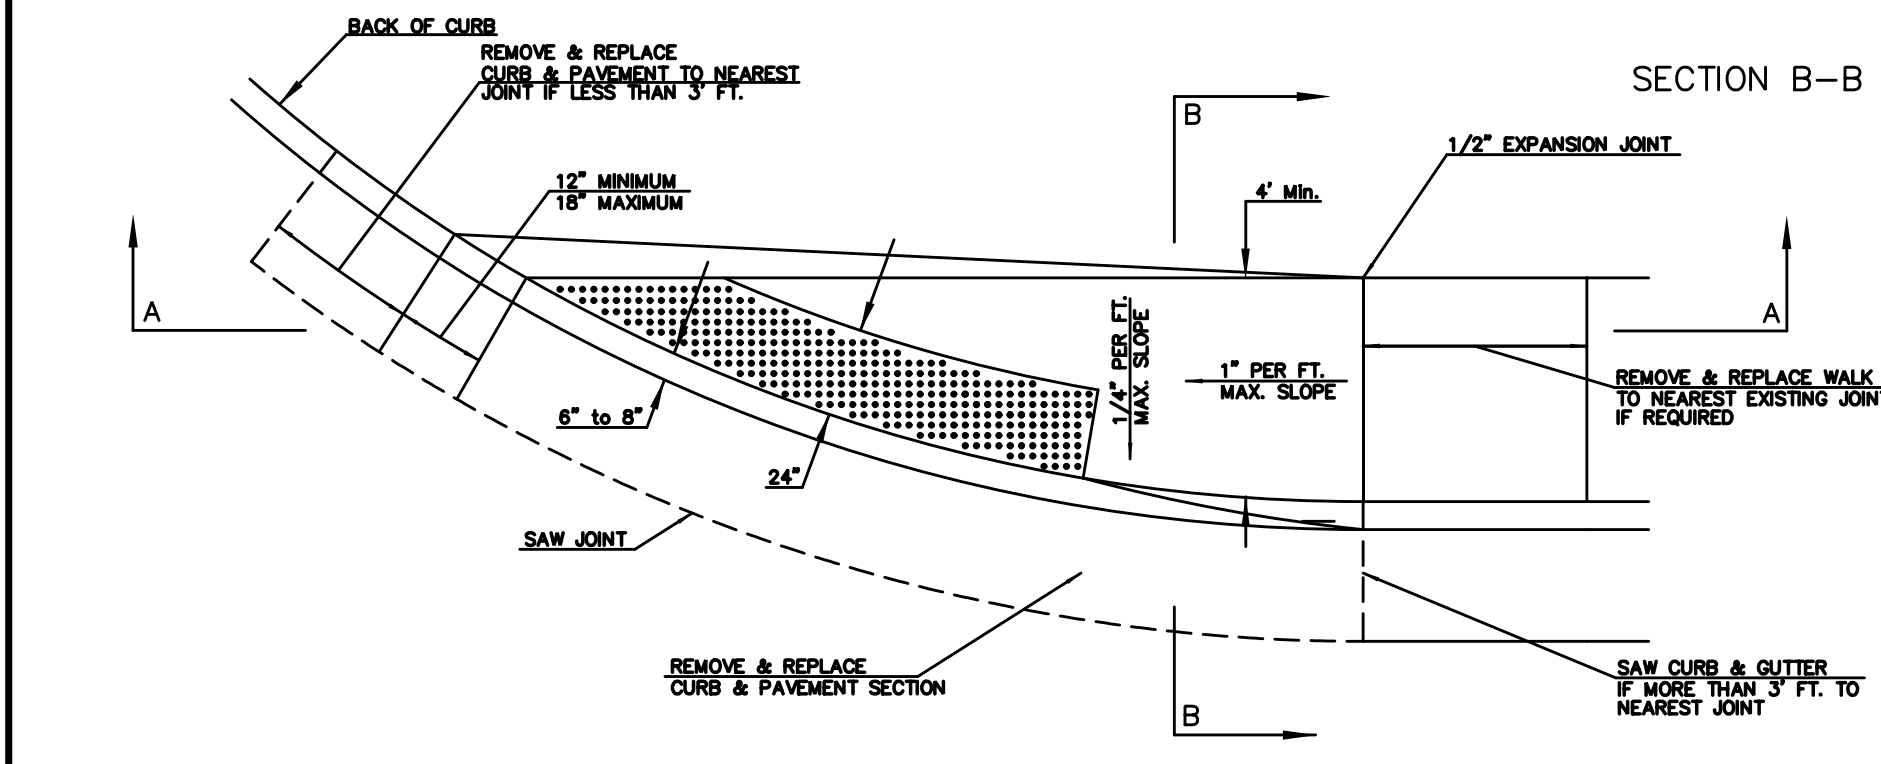 BACK OF CURB
REMOVE & REPLACE
CURB & PAVEMENT TO NEAREST
JOINT IF LESS THAN 3' FT.
SECTION B-B
B
1/2" EXPANSION JOINT
12" MINIMUM
18" MAXIMUM
4' Min.
A
A
1/4" PER FT.
MAX. SLOPE
1" PER FT.
MAX. SLOPE
REMOVE & REPLACE WALK
TO NEAREST EXISTING JOINT
IF REQUIRED
6" to 8"
24"
SAW JOINT
REMOVE & REPLACE
CURB & PAVEMENT SECTION
SAW CURB & GUTTER
IF MORE THAN 3' FT. TO
NEAREST JOINT
B